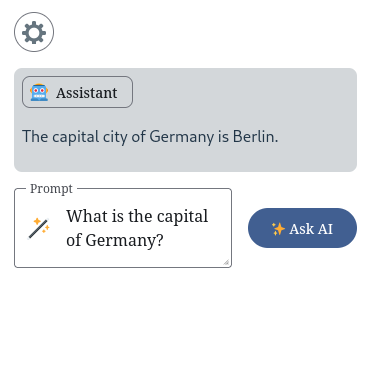 Assistant
The capital city of Germany is Berlin.
Prompt
What is the capital
of Germany?
Ask AI